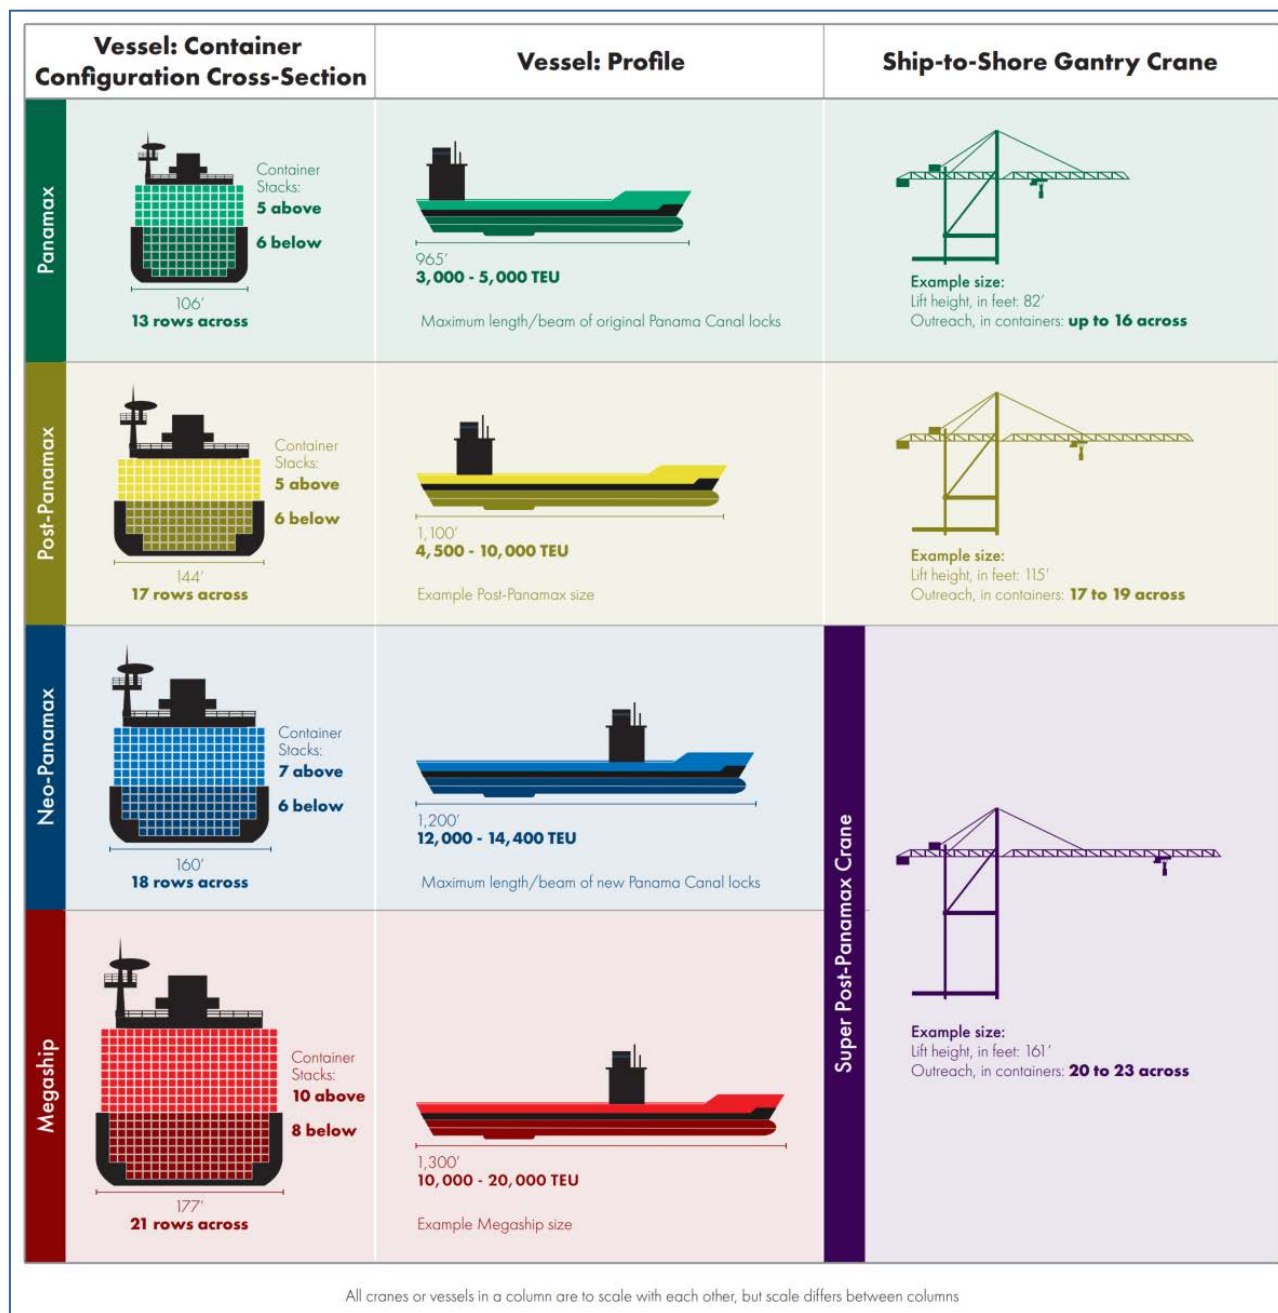 Vessel: Container
Configuration Cross-Section
Vessel: Profile
Ship-to-Shore Gantry Crane
Panamax
Container
Stacks:
5 above
6 below
106’
13 rows across
965’
3,000 - 5,000 TEU
Maximum length/beam of original Panama Canal locks
Example size:
Lift height, in feet: 82’
Outreach, in containers: up to 16 across
Post-Panamax
Container
Stacks:
5 above
6 below
144’
17 rows across
1,100’
4,500 - 10,000 TEU
Example Post-Panamax size
Example size:
Lift height, in feet: 115’
Outreach, in containers: 17 to 19 across
Neo-Panamax
Container
Stacks:
7 above
6 below
160’
18 rows across
1,200’
12,000 - 14,400 TEU
Maximum length/beam of new Panama Canal locks
Super Post-Panamax Crane
Example size:
Lift height, in feet: 161’
Outreach, in containers: 20 to 23 across
Megaship
Container
Stacks:
10 above
8 below
177’
21 rows across
1,300’
10,000 - 20,000 TEU
Example Megaship size
All cranes or vessels in a column are to scale with each other, but scale differs between columns